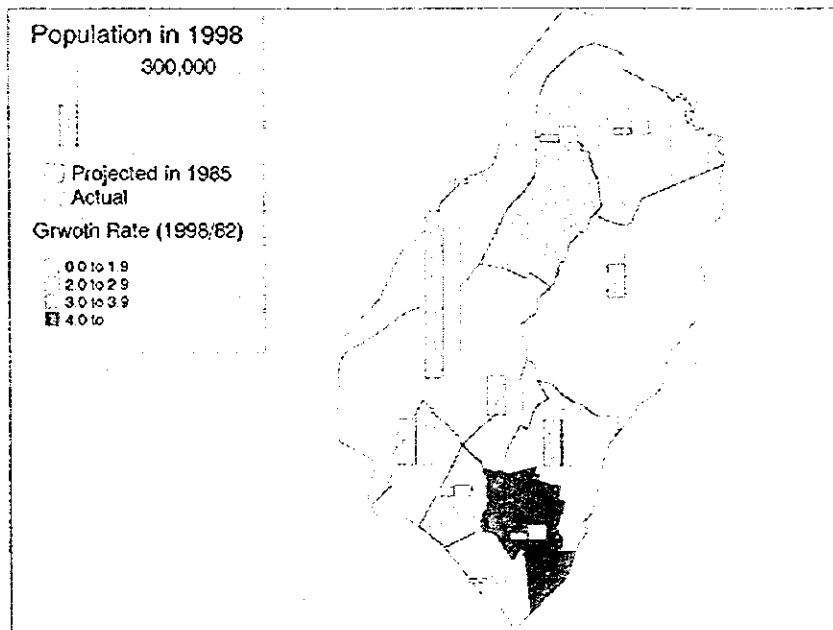 Population in 1998
300,000
Projected in 1985
Actual
Grwoth Rate (1998/82)
0.0 to 1.9
2.0 to 2.9
3.0 to 3.9
4.0 to